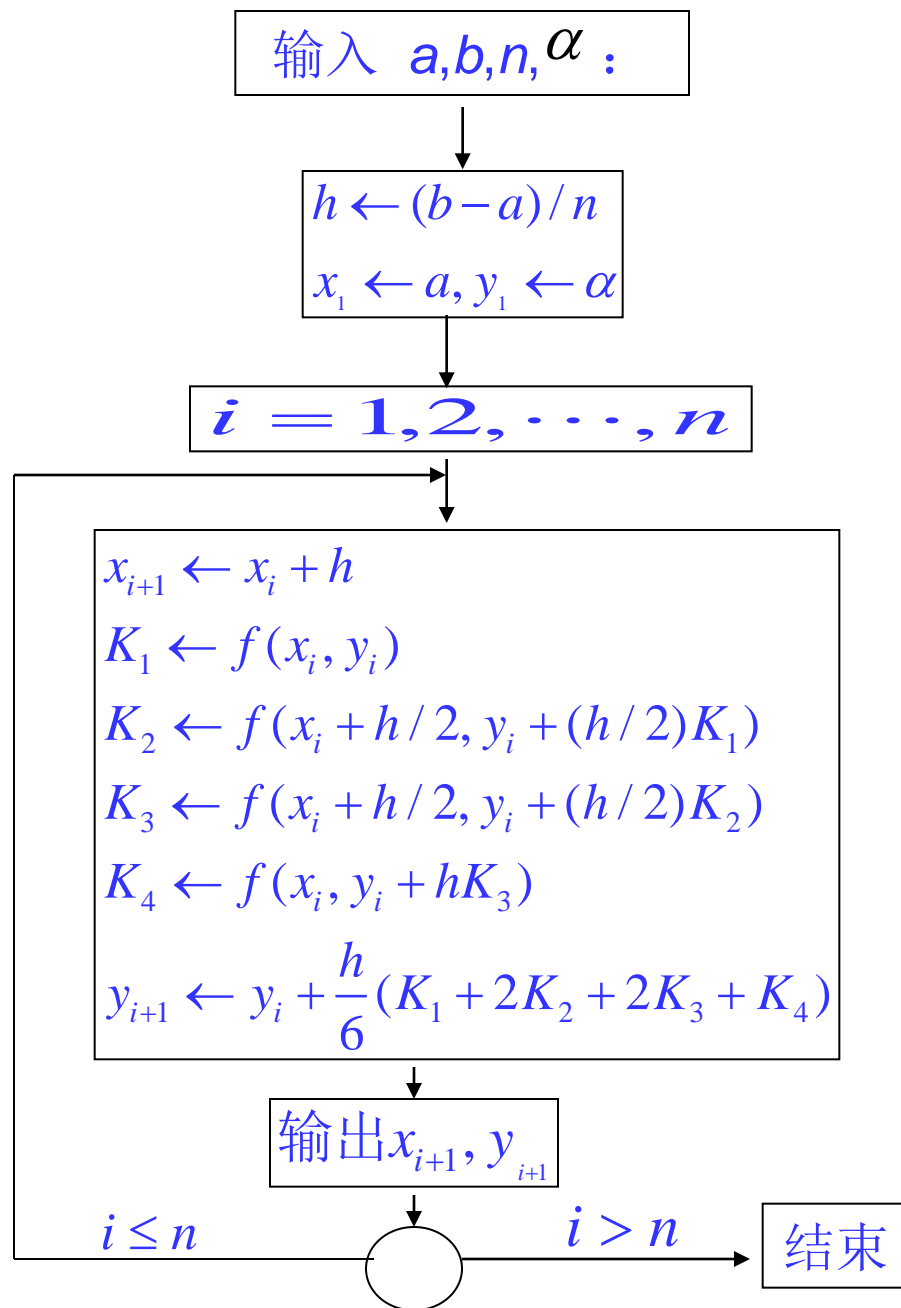 输入 a,b,n,α：
h ← (b − a) / n
x₁ ← a, y₁ ← α
i = 1,2,⋯,n
xᵢ₊₁ ← xᵢ + h
K₁ ← f(xᵢ, yᵢ)
K₂ ← f(xᵢ + h/2, yᵢ + (h/2)K₁)
K₃ ← f(xᵢ + h/2, yᵢ + (h/2)K₂)
K₄ ← f(xᵢ, yᵢ + hK₃)
yᵢ₊₁ ← yᵢ + h/6 (K₁ + 2K₂ + 2K₃ + K₄)
输出xᵢ₊₁, yᵢ₊₁
i ≤ n
i > n
结束